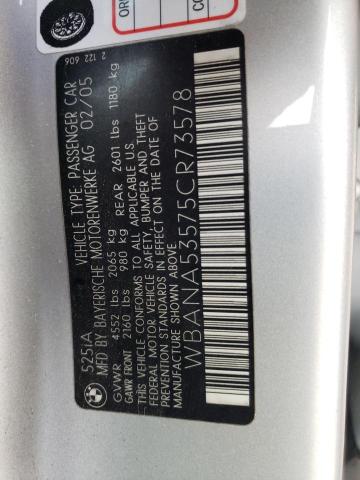 ORI
2 122 606
525iA
VEHICLE TYPE: PASSENGER CAR
MFD BY BAYERISCHE MOTORENWERKE AG 02/05
GVWR 4552 lbs 2065 kg
GAWR FRONT 2160 lbs 980 kg REAR 2601 lbs 1180 kg
THIS VEHICLE CONFORMS TO ALL APPLICABLE U.S.
FEDERAL MOTOR VEHICLE SAFETY, BUMPER AND THEFT
PREVENTION STANDARDS IN EFFECT ON THE DATE OF
MANUFACTURE SHOWN ABOVE
WBANA53575CR73578